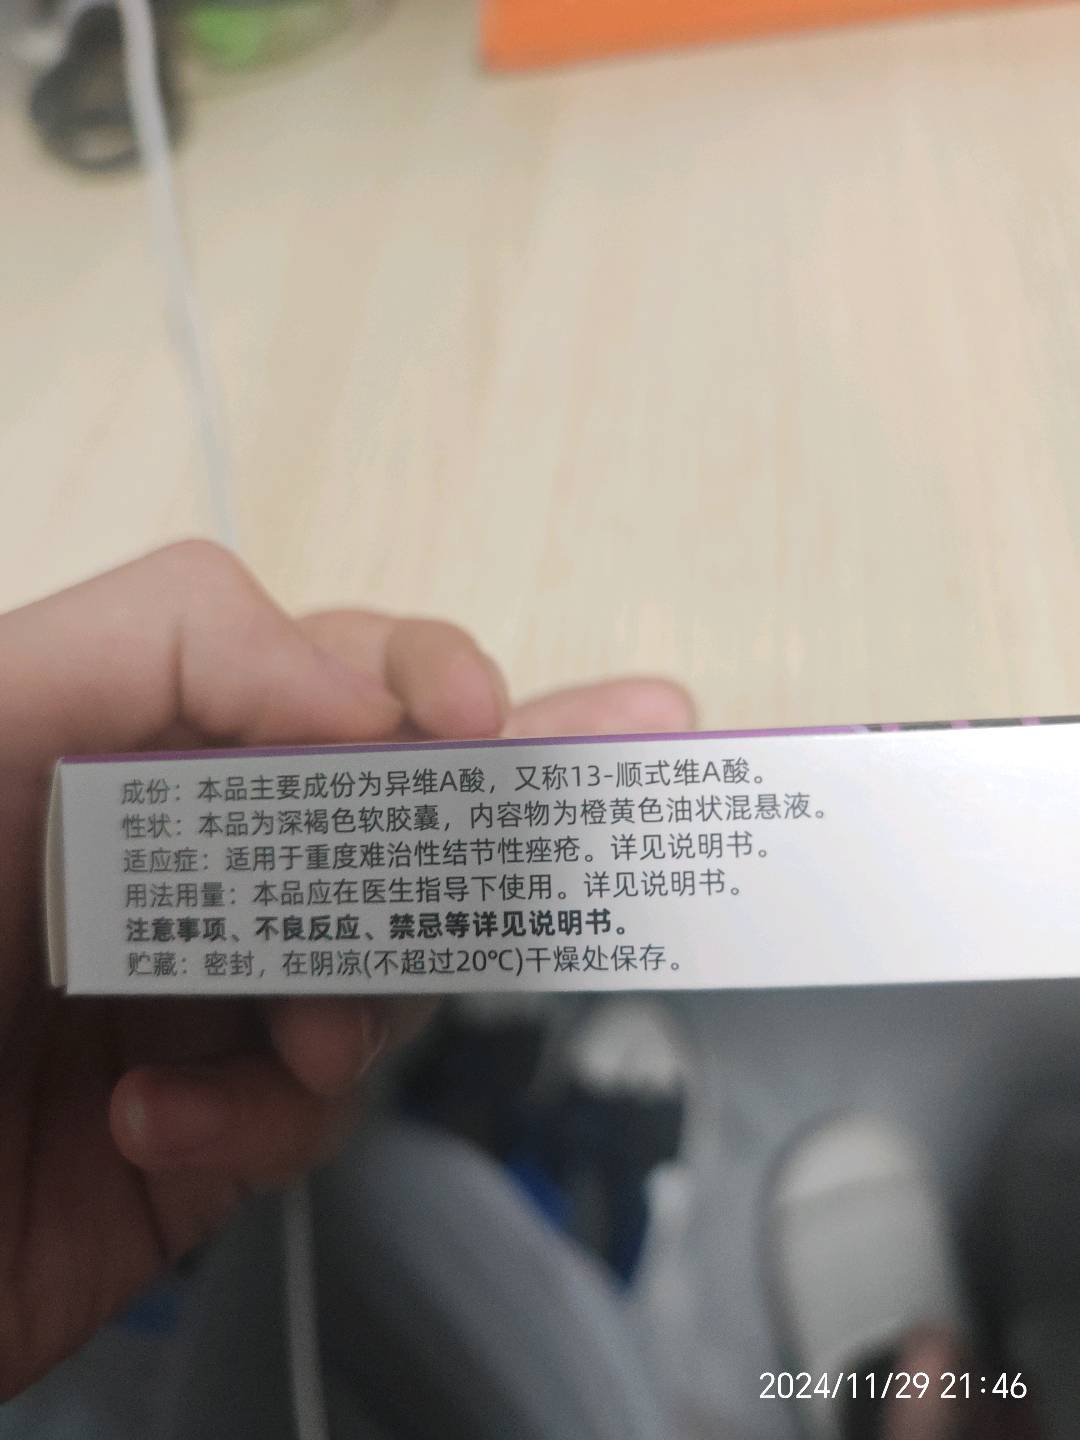 成份：本品主要成份为异维A酸，又称13-顺式维A酸。
性状：本品为深褐色软胶囊，内容物为橙黄色油状混悬液。
适应症：适用于重度难治性结节性痤疮。详见说明书。
用法用量：本品应在医生指导下使用。详见说明书。
注意事项、不良反应、禁忌等详见说明书。
贮藏：密封，在阴凉(不超过20℃)干燥处保存。
2024/11/29 21:46